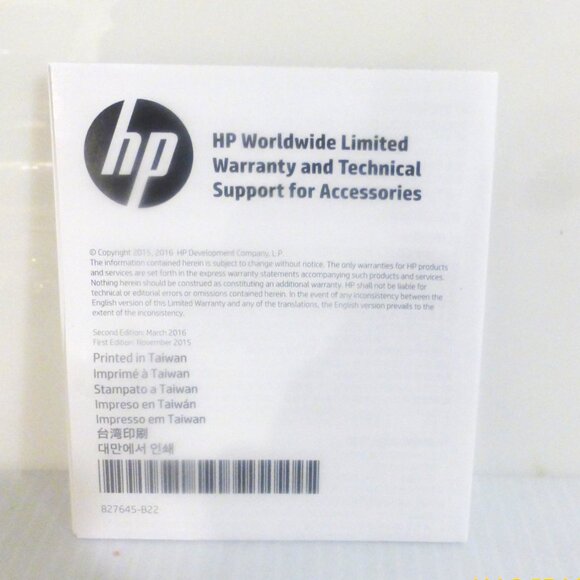 hp
HP Worldwide Limited
Warranty and Technical
Support for Accessories
© Copyright 2015, 2016 HP Development Company, L.P.
The information contained herein is subject to change without notice. The only warranties for HP products
and services are set forth in the express warranty statements accompanying such products and services.
Nothing herein should be construed as constituting an additional warranty. HP shall not be liable for
technical or editorial errors or omissions contained herein. In the event of any inconsistency between the
English version of this Limited Warranty and any of the translations, the English version prevails to the
extent of the inconsistency.
Second Edition: March 2016
First Edition: November 2015
Printed in Taiwan
Imprimé à Taiwan
Stampato a Taiwan
Impreso en Taiwán
Impresso em Taiwan
台湾印刷
대만에서 인쇄
827645-B22